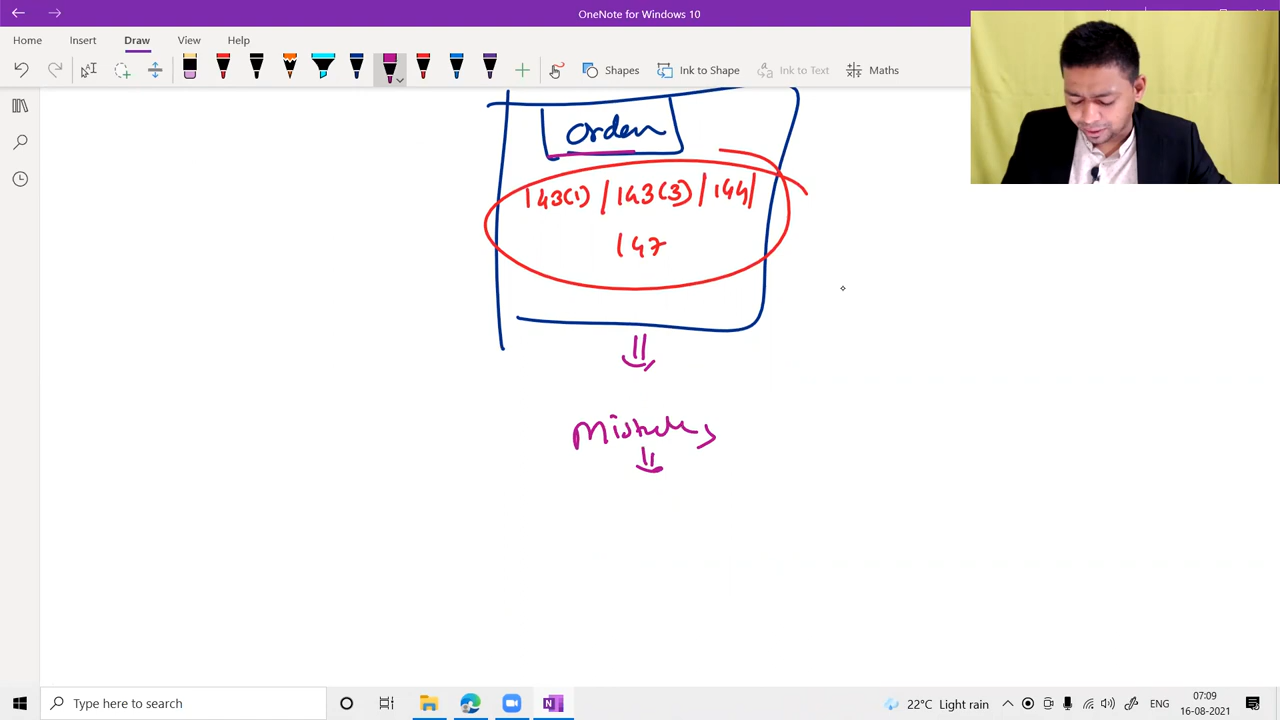 OneNote for Windows 10
Home Insert Draw View Help
Shapes Ink to Shape Ink to Text Maths
Order
143(1) / 143(3) / 144 /
147
Mistakes
Type here to search
22°C Light rain ENG 07:09
16-08-2021